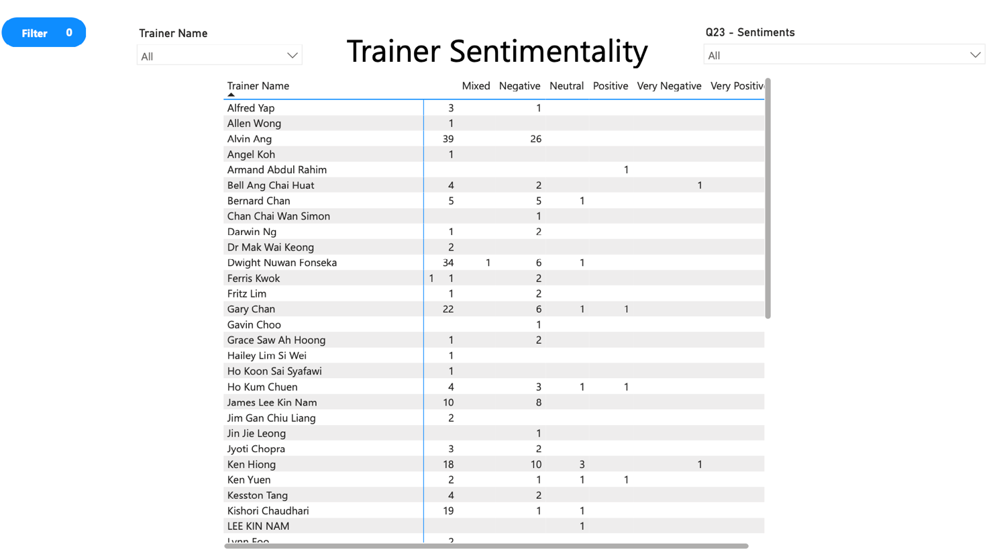 Filter 0
Trainer Name
All
Trainer Sentimentality
Q23 - Sentiments
All
Trainer Name Mixed Negative Neutral Positive Very Negative Very Positiv
Alfred Yap 3 1
Allen Wong 1
Alvin Ang 39 26
Angel Koh 1
Armand Abdul Rahim 1
Bell Ang Chai Huat 4 2 1
Bernard Chan 5 5 1
Chan Chai Wan Simon 1
Darwin Ng 1 2
Dr Mak Wai Keong 2
Dwight Nuwan Fonseka 34 1 6 1
Ferris Kwok 1 1 2
Fritz Lim 1 2
Gary Chan 22 6 1 1
Gavin Choo 1
Grace Saw Ah Hoong 1 2
Hailey Lim Si Wei 1
Ho Koon Sai Syafawi 1
Ho Kum Chuen 4 3 1 1
James Lee Kin Nam 10 8
Jim Gan Chiu Liang 2
Jin Jie Leong 1
Jyoti Chopra 3 2
Ken Hiong 18 10 3 1
Ken Yuen 2 1 1 1
Kesston Tang 4 2
Kishori Chaudhari 19 1 1
LEE KIN NAM 1
Lynn Foo 2